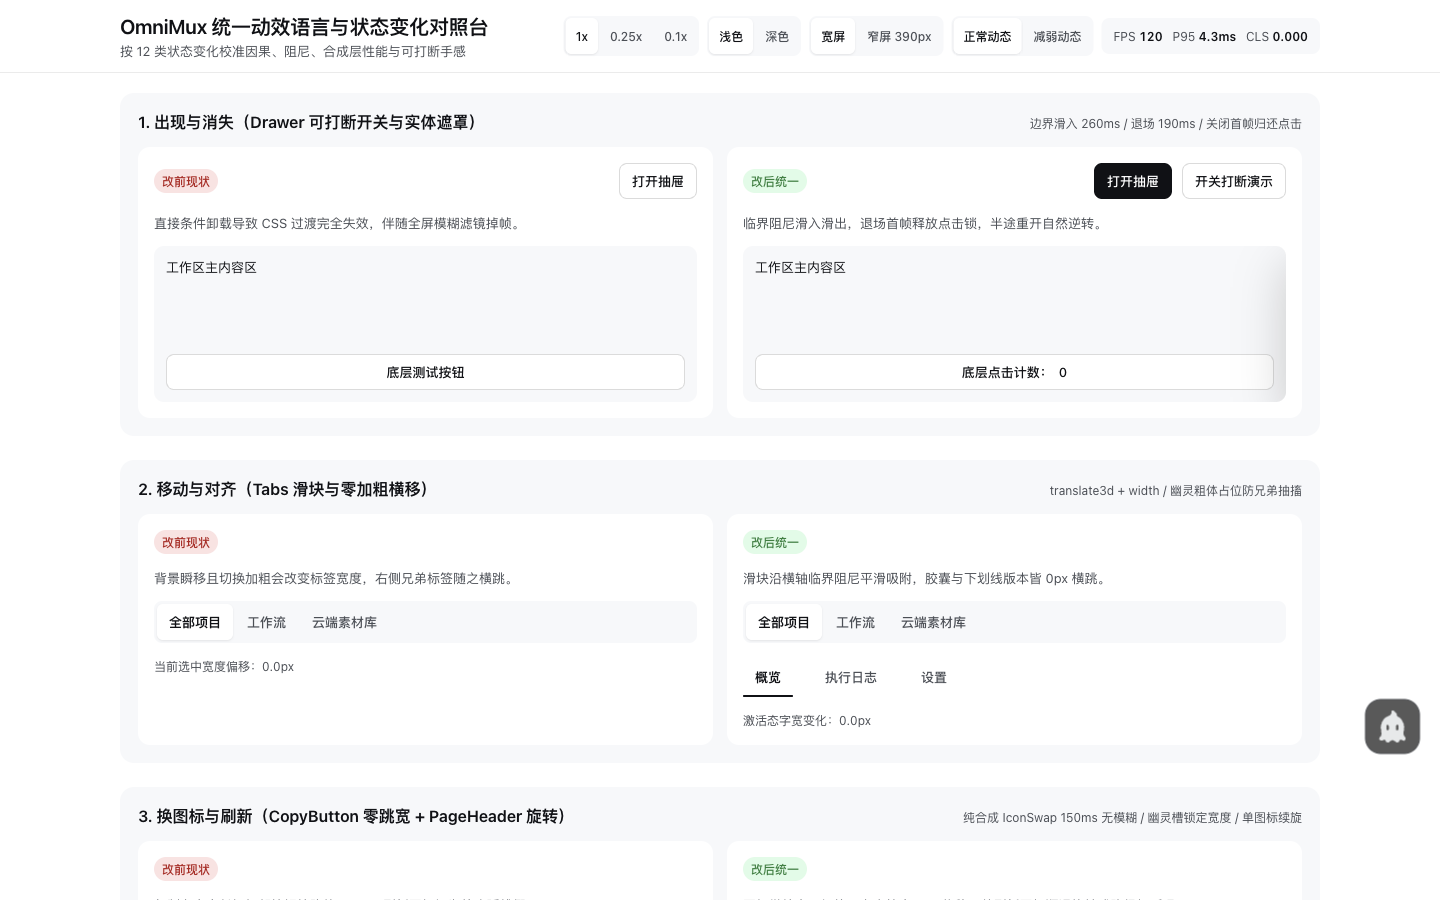 OmniMux 统一动效语言与状态变化对照台
按 12 类状态变化校准因果、阻尼、合成层性能与可打断手感
1x 0.25x 0.1x 浅色 深色 宽屏 窄屏 390px 正常动态 减弱动态 FPS 120 P95 4.3ms CLS 0.000
1. 出现与消失（Drawer 可打断开关与实体遮罩）
边界滑入 260ms / 退场 190ms / 关闭首帧归还点击
改前现状 打开抽屉
直接条件卸载导致 CSS 过渡完全失效，伴随全屏模糊滤镜掉帧。
工作区主内容区
底层测试按钮
改后统一 打开抽屉 开关打断演示
临界阻尼滑入滑出，退场首帧释放点击锁，半途重开自然逆转。
工作区主内容区
底层点击计数： 0
2. 移动与对齐（Tabs 滑块与零加粗横移）
translate3d + width / 幽灵粗体占位防兄弟抽搐
改前现状
背景瞬移且切换加粗会改变标签宽度，右侧兄弟标签随之横跳。
全部项目 工作流 云端素材库
当前选中宽度偏移：0.0px
改后统一
滑块沿横轴临界阻尼平滑吸附，胶囊与下划线版本皆 0px 横跳。
全部项目 工作流 云端素材库
概览 执行日志 设置
激活态字宽变化：0.0px
3. 换图标与刷新（CopyButton 零跳宽 + PageHeader 旋转）
纯合成 IconSwap 150ms 无模糊 / 幽灵槽锁定宽度 / 单图标续旋
改前现状
改后统一